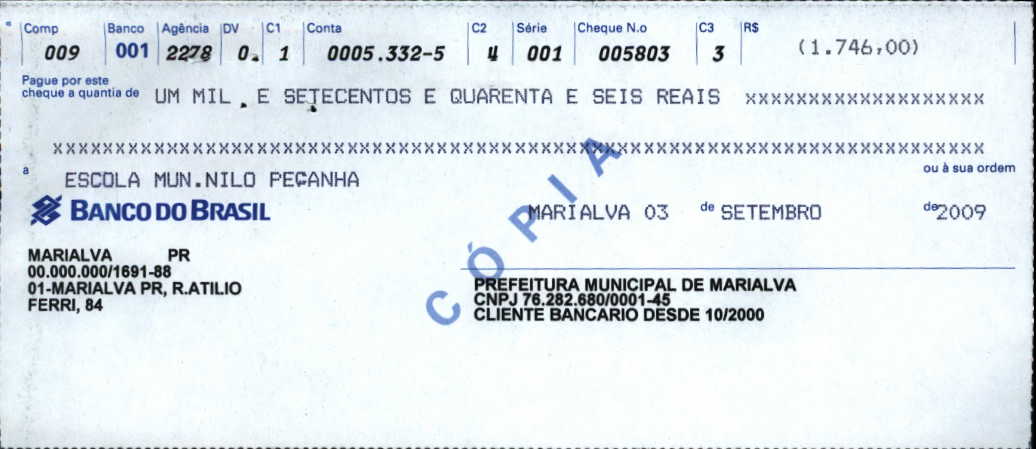 Comp Banco Agência DV C1 Conta C2 Série Cheque N.o C3 R$
009 001 2278 0. 1 0005.332-5 4 001 005803 3 (1.746,00)
Pague por este
cheque a quantia de UM MIL . E SETECENTOS E QUARENTA E SEIS REAIS xxxxxxxxxxxxxxxxxxx
xxxxxxxxxxxxxxxxxxxxxxxxxxxxxxxxxxxxxxxxxxxxxxxxxxxxxxxxxxxxxxxxxxxxxxxxxxxxxx
a ESCOLA MUN.NILO PEÇANHA ou à sua ordem
BANCO DO BRASIL MARIALVA 03 de SETEMBRO de 2009
MARIALVA PR
00.000.000/1691-88
01-MARIALVA PR, R.ATILIO
FERRI, 84
PREFEITURA MUNICIPAL DE MARIALVA
CNPJ 76.282.680/0001-45
CLIENTE BANCARIO DESDE 10/2000
CÓPIA